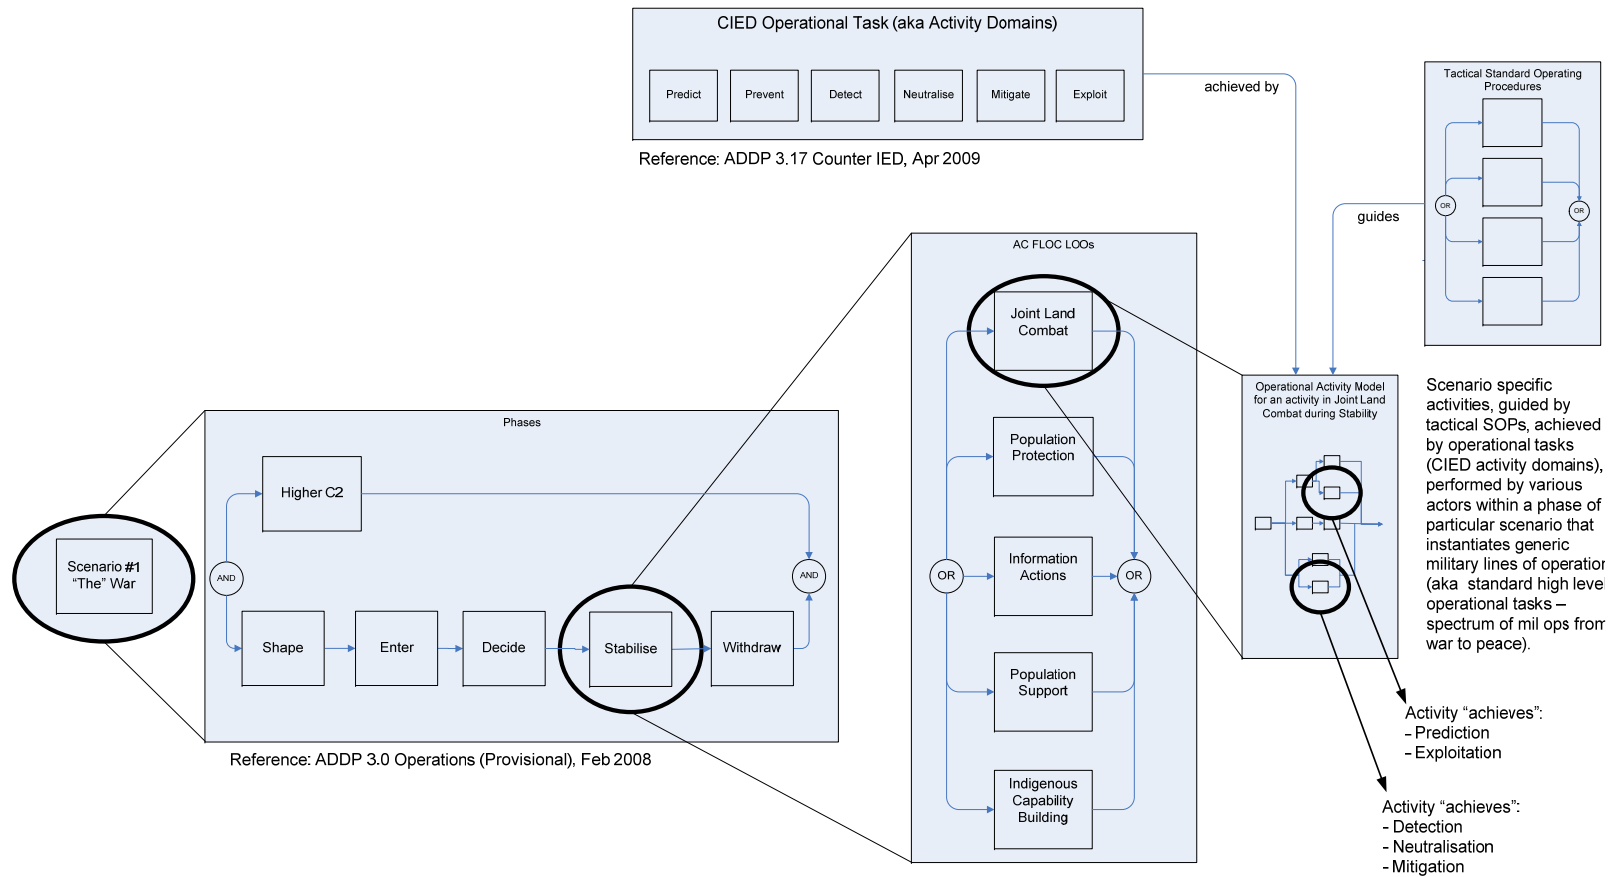 CIED Operational Task (aka Activity Domains)
Predict
Prevent
Detect
Neutralise
Mitigate
Exploit
Reference: ADDP 3.17 Counter IED, Apr 2009
achieved by
Tactical Standard Operating
Procedures
OR
OR
guides
AC FLOC LOOs
Joint Land
Combat
Population
Protection
Information
Actions
Population
Support
Indigenous
Capability
Building
OR
OR
Operational Activity Model
for an activity in Joint Land
Combat during Stability
Scenario specific
activities, guided by
tactical SOPs, achieved
by operational tasks
(CIED activity domains),
performed by various
actors within a phase of
particular scenario that
instantiates generic
military lines of operation
(aka standard high level
operational tasks –
spectrum of mil ops from
war to peace).
Phases
Higher C2
AND
AND
Shape
Enter
Decide
Stabilise
Withdraw
Scenario #1
“The” War
Reference: ADDP 3.0 Operations (Provisional), Feb 2008
Activity “achieves”:
- Prediction
- Exploitation
Activity “achieves”:
- Detection
- Neutralisation
- Mitigation